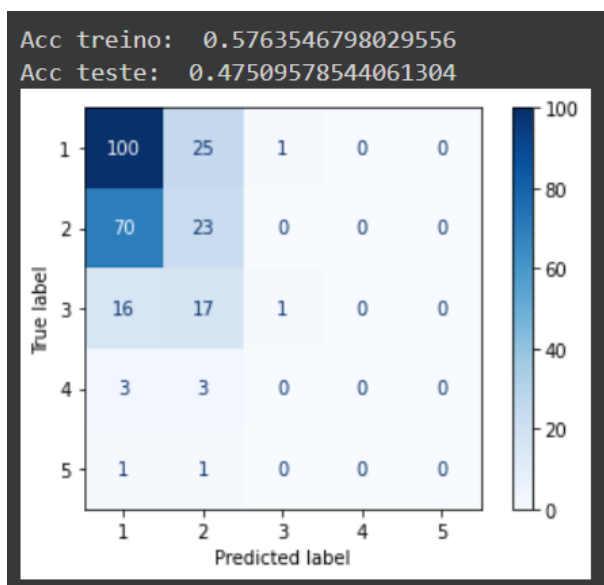 Acc treino: 0.5763546798029556
Acc teste: 0.47509578544061304
100
1 100 25 1 0 0
80
2 70 23 0 0 0
60
3 16 17 1 0 0
True label
40
4 3 3 0 0 0
20
5 1 1 0 0 0
0
1 2 3 4 5
Predicted label